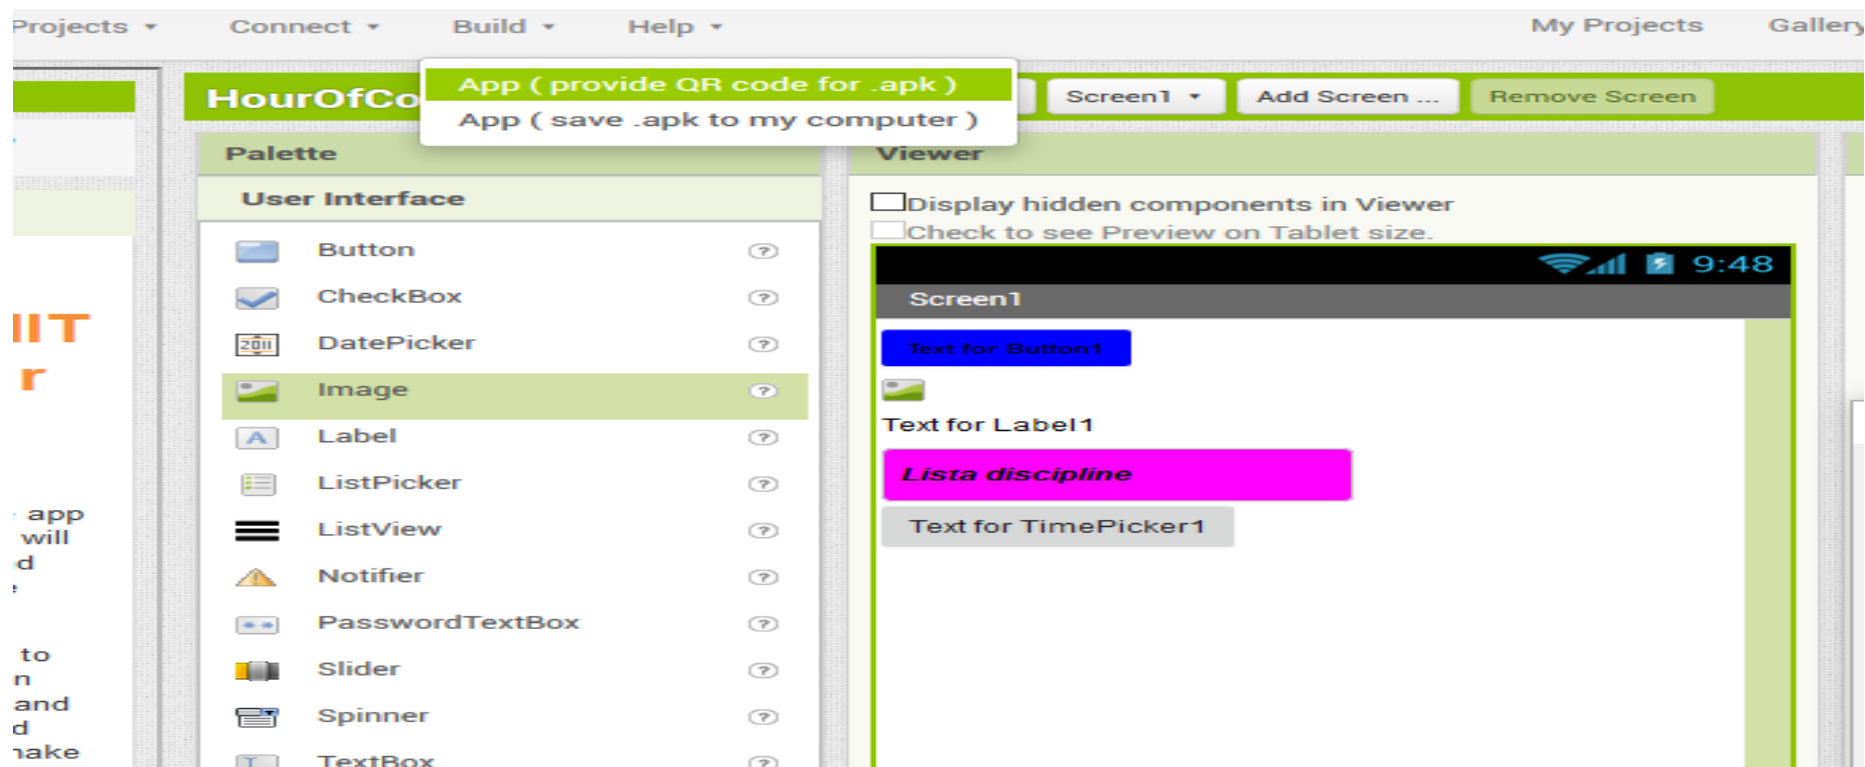 Projects Connect Build Help My Projects Gallery
App ( provide QR code for .apk )
App ( save .apk to my computer )
HourOfCo Screen1 Add Screen ... Remove Screen
Palette
User Interface
Button
CheckBox
2011 DatePicker
Image
A Label
ListPicker
ListView
Notifier
PasswordTextBox
Slider
Spinner
TextBox
Viewer
Display hidden components in Viewer
Check to see Preview on Tablet size.
9:48
Screen1
Text for Button1
Text for Label1
Lista discipline
Text for TimePicker1
IIT
r
app
will
d
e
to
n
and
d
make